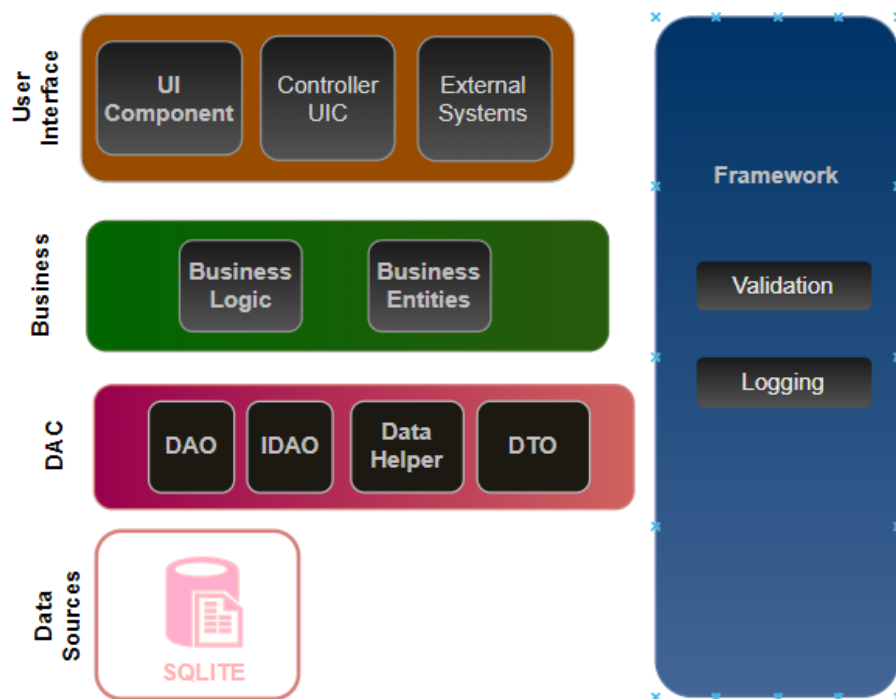 User
Interface
UI
Component
Controller
UIC
External
Systems
Business
Business
Logic
Business
Entities
DAC
DAO
IDAO
Data
Helper
DTO
Data
Sources
SQLITE
Framework
Validation
Logging